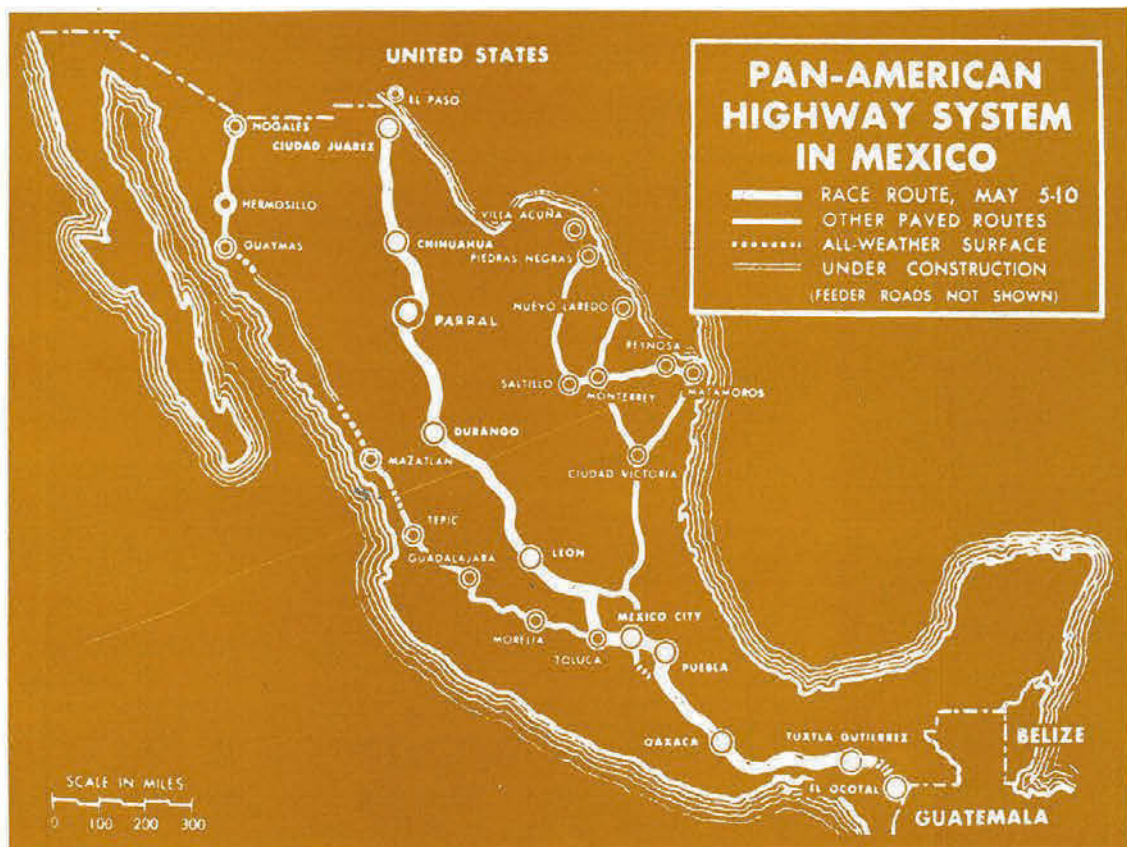 UNITED STATES
PAN-AMERICAN
HIGHWAY SYSTEM
IN MEXICO
RACE ROUTE, MAY 5-10
OTHER PAVED ROUTES
ALL-WEATHER SURFACE
UNDER CONSTRUCTION
(FEEDER ROADS NOT SHOWN)
EL PASO
NOGALES
CIUDAD JUÁREZ
HERMOSILLO
VILLA ACUÑA
GUAYMAS
CHIHUAHUA
PIEDRAS NEGRAS
NUEVO LAREDO
PARRAL
REYNOSA
SALTILLO
MONTERREY
MATAMOROS
DURANGO
MAZATLAN
CIUDAD VICTORIA
TEPIC
GUADALAJARA
LEON
MEXICO CITY
MORELIA
TOLUCA
PUEBLA
OAXACA
TUXTLA GUTIERREZ
BELIZE
EL OCOTAL
GUATEMALA
SCALE IN MILES
0 100 200 300